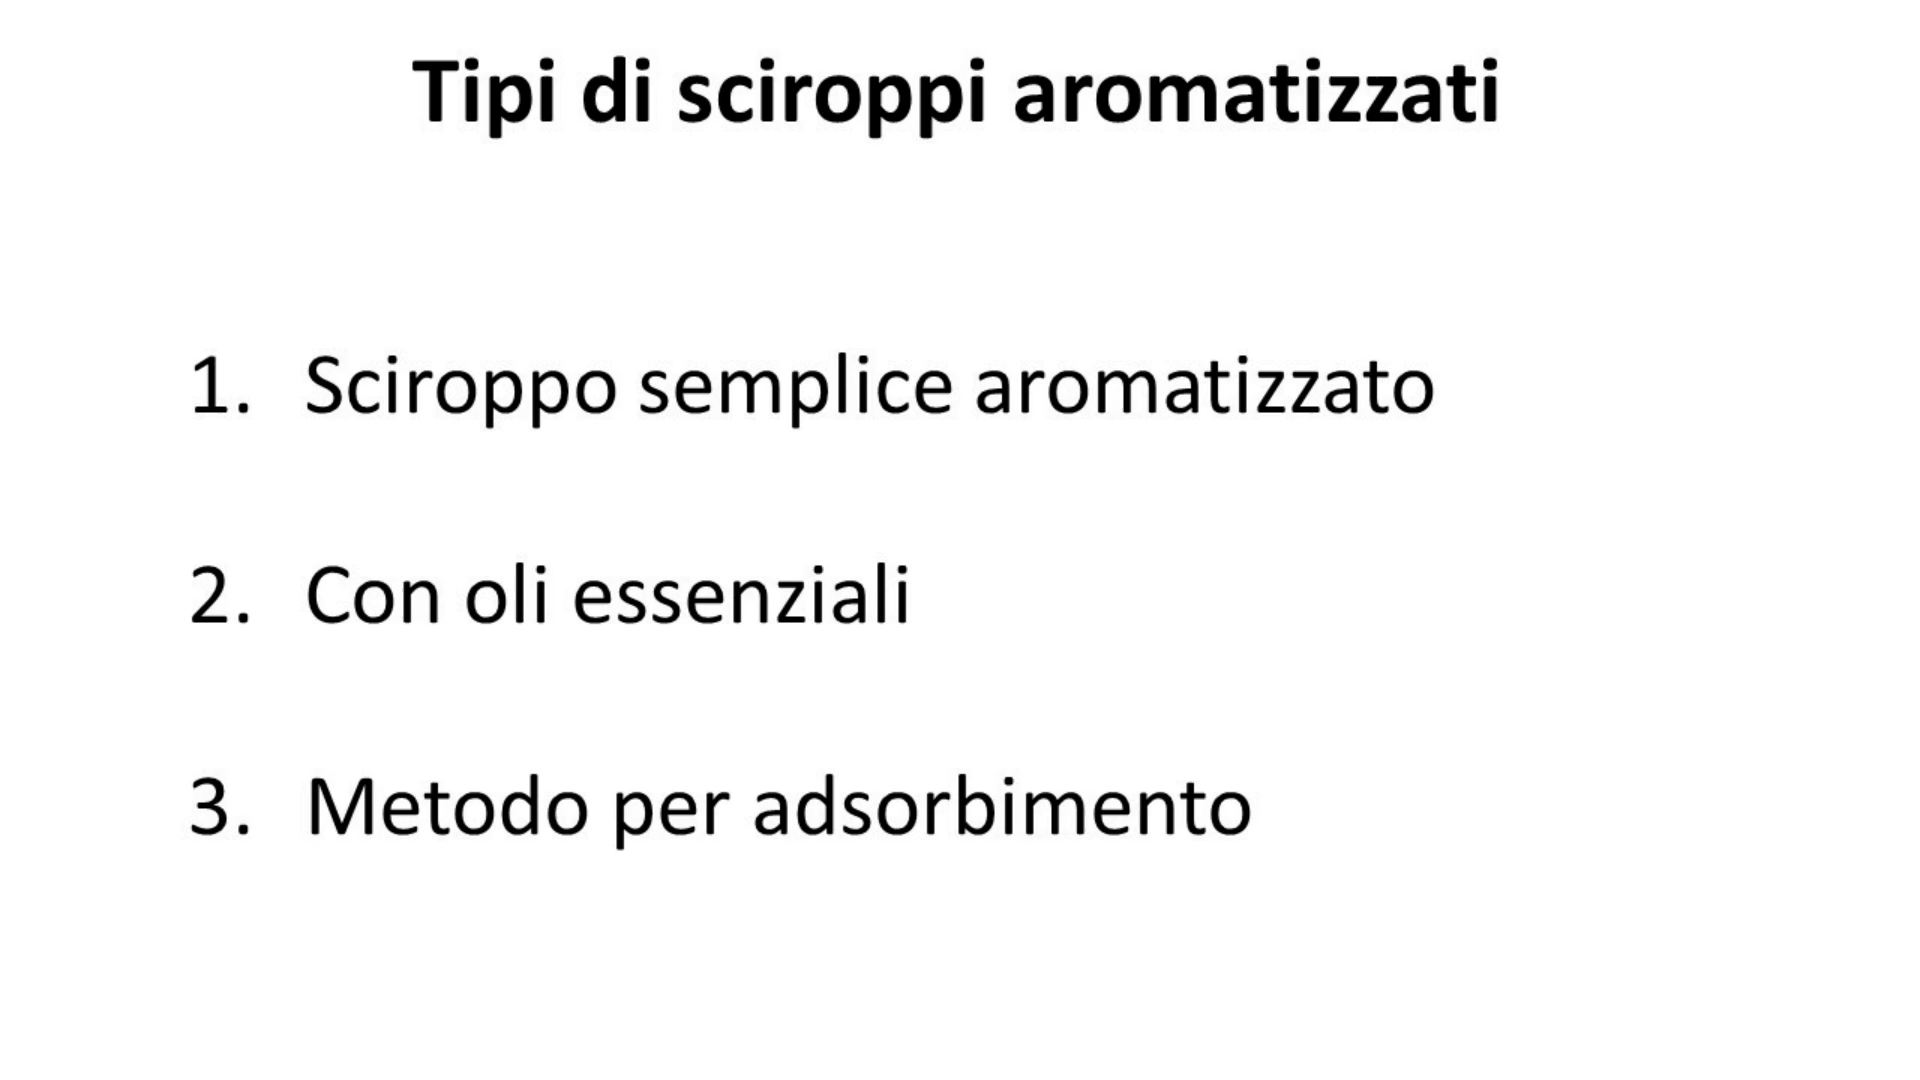 Tipi di sciroppi aromatizzati
1. Sciroppo semplice aromatizzato
2. Con oli essenziali
3. Metodo per adsorbimento